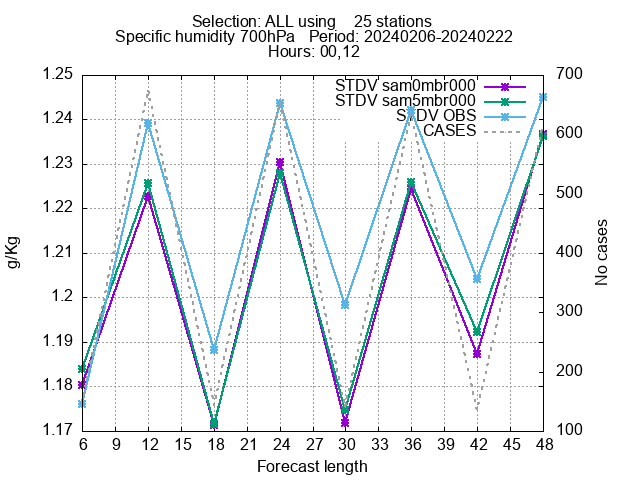 Selection: ALL using    25 stations
Specific humidity 700hPa   Period: 20240206-20240222
Hours: 00,12
STDV sam0mbr000
STDV sam5mbr000
STDV OBS
CASES
g/Kg
1.25
1.24
1.23
1.22
1.21
1.2
1.19
1.18
1.17
700
600
500
400
300
200
100
No cases
6 9 12 15 18 21 24 27 30 33 36 39 42 45 48
Forecast length